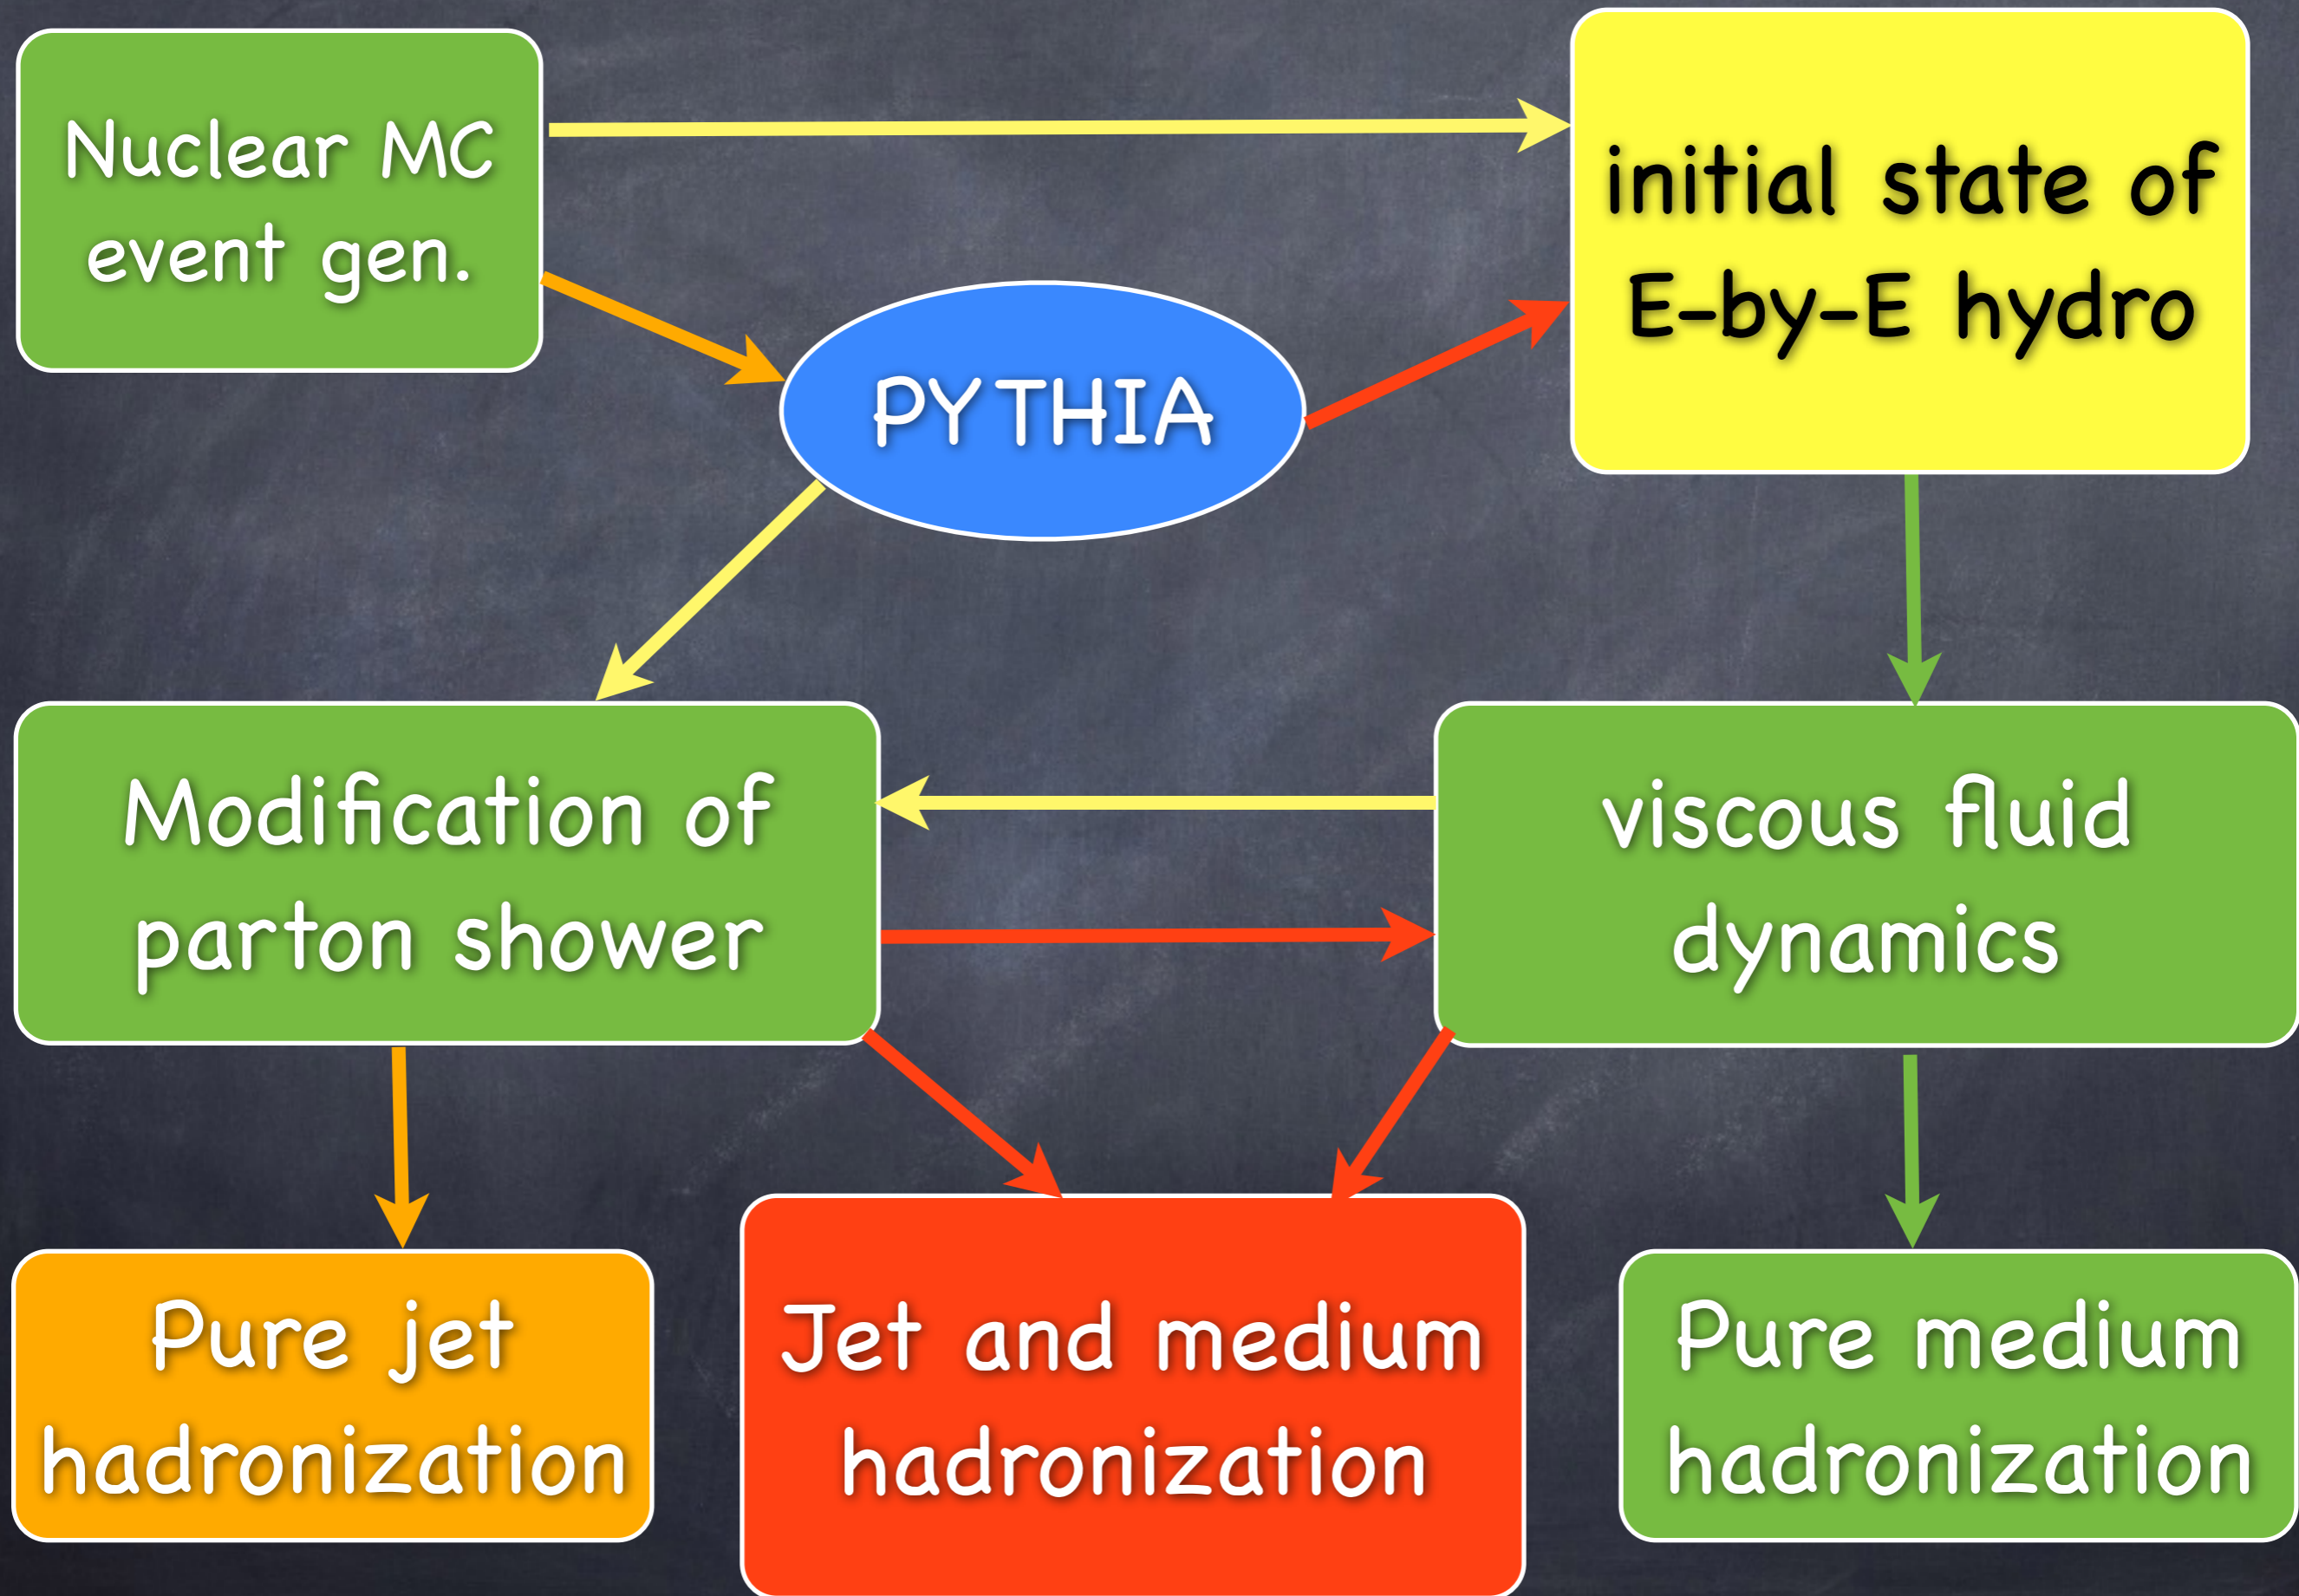 Nuclear MC
event gen.
initial state of
E-by-E hydro
PYTHIA
Modification of
parton shower
viscous fluid
dynamics
Pure jet
hadronization
Jet and medium
hadronization
Pure medium
hadronization